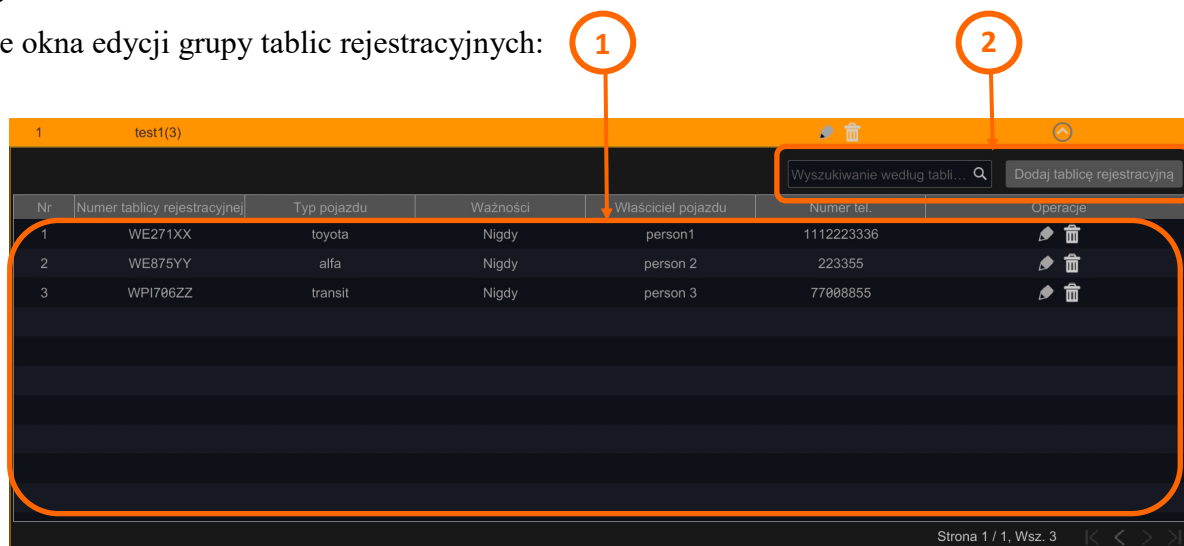 e okna edycji grupy tablic rejestracyjnych:
1 2
1 test1(3)
Wyszukiwanie według tabli... Dodaj tablicę rejestracyjną
Nr Numer tablicy rejestracyjnej Typ pojazdu Ważności Właściciel pojazdu Numer tel. Operacje
1 WE271XX toyota Nigdy person1 1112223336
2 WE875YY alfa Nigdy person 2 223355
3 WPI706ZZ transit Nigdy person 3 77008855
Strona 1 / 1, Wsz. 3